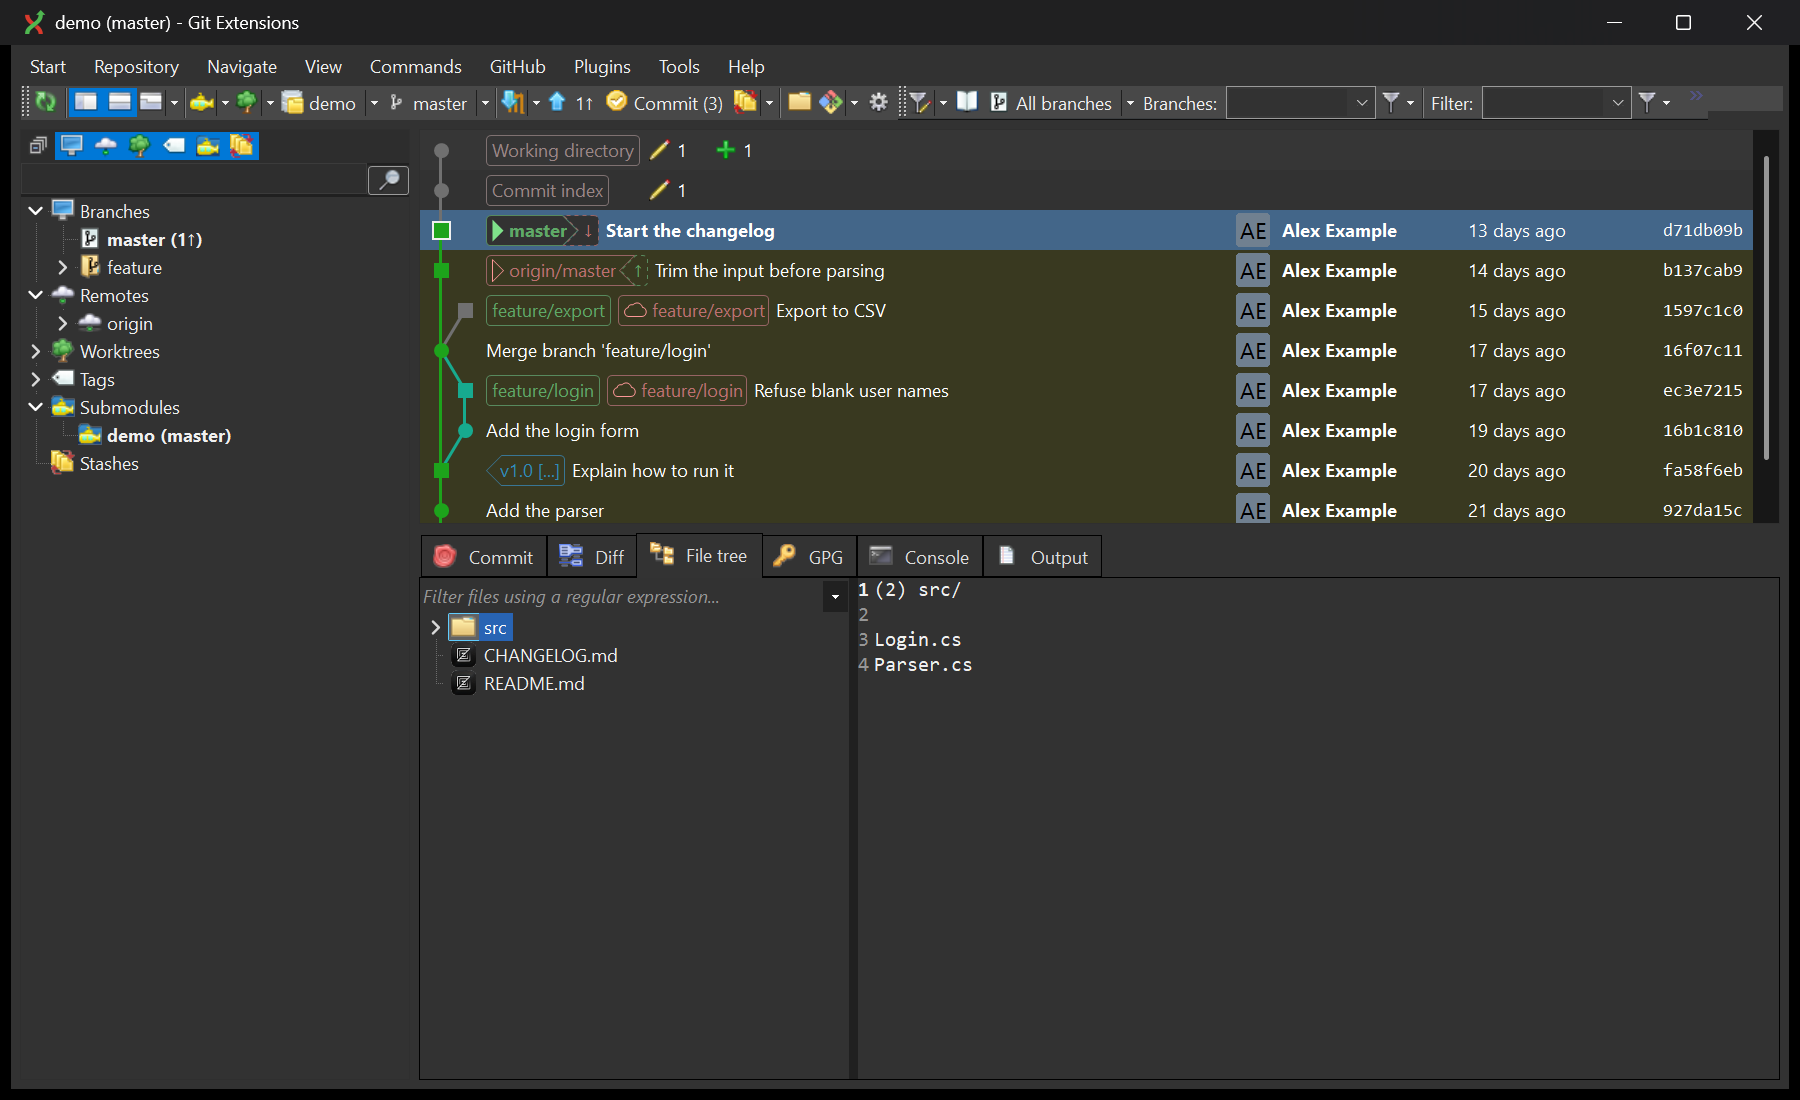 demo (master) - Git Extensions
Start Repository Navigate View Commands GitHub Plugins Tools Help
demo master 1↑ Commit (3) All branches Branches: Filter: »
Branches
master (1↑)
feature
Remotes
origin
Worktrees
Tags
Submodules
demo (master)
Stashes
Working directory 1 1
Commit index 1
master ↓ Start the changelog AE Alex Example 13 days ago d71db09b
origin/master ↑ Trim the input before parsing AE Alex Example 14 days ago b137cab9
feature/export feature/export Export to CSV AE Alex Example 15 days ago 1597c1c0
Merge branch 'feature/login' AE Alex Example 17 days ago 16f07c11
feature/login feature/login Refuse blank user names AE Alex Example 17 days ago ec3e7215
Add the login form AE Alex Example 19 days ago 16b1c810
v1.0 [...] Explain how to run it AE Alex Example 20 days ago fa58f6eb
Add the parser AE Alex Example 21 days ago 927da15c
Commit Diff File tree GPG Console Output
Filter files using a regular expression...
src
CHANGELOG.md
README.md
1 (2) src/
2
3 Login.cs
4 Parser.cs